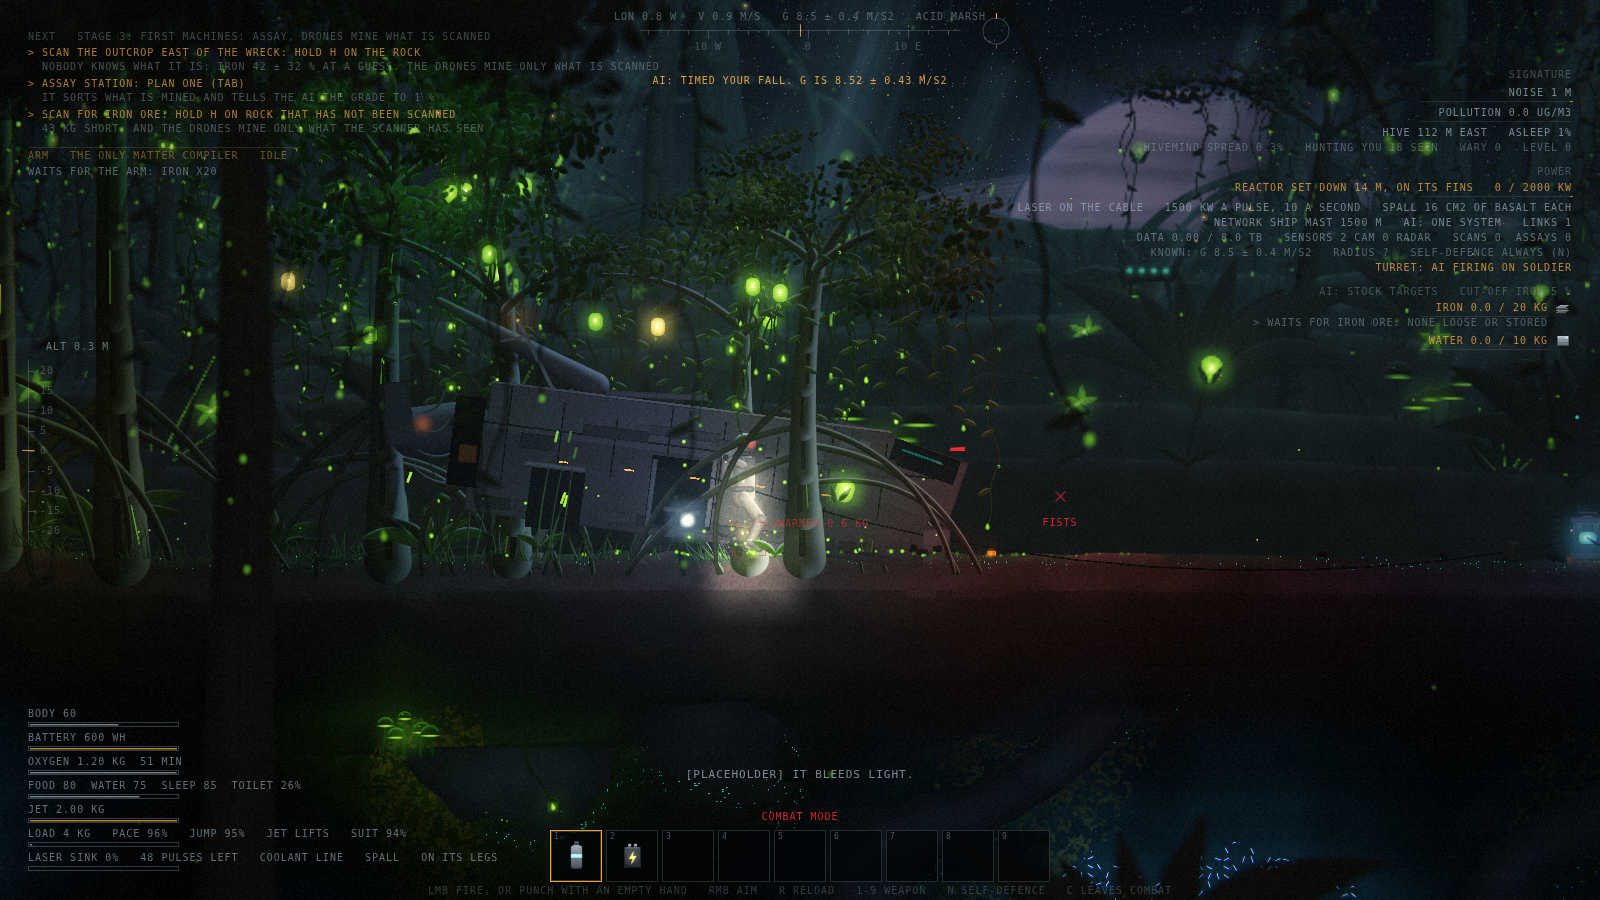 LON 0.8 W   V 0.9 M/S   G 8.5 ± 0.4 M/S2   ACID MARSH
10 W   0   10 E
AI: TIMED YOUR FALL. G IS 8.52 ± 0.43 M/S2
NEXT   STAGE 3: FIRST MACHINES: ASSAY, DRONES MINE WHAT IS SCANNED
> SCAN THE OUTCROP EAST OF THE WRECK: HOLD H ON THE ROCK
NOBODY KNOWS WHAT IT IS: IRON 42 ± 32 % AT A GUESS. THE DRONES MINE ONLY WHAT IS SCANNED
> ASSAY STATION: PLAN ONE (TAB)
IT SORTS WHAT IS MINED AND TELLS THE AI THE GRADE TO 1 %
> SCAN FOR IRON ORE: HOLD H ON ROCK THAT HAS NOT BEEN SCANNED
43 KG SHORT, AND THE DRONES MINE ONLY WHAT THE SCANNER HAS SEEN
ARM   THE ONLY MATTER COMPILER   IDLE
WAITS FOR THE ARM: IRON X20
SIGNATURE
NOISE 1 M
POLLUTION 0.0 UG/M3
HIVE 112 M EAST   ASLEEP 1%
HIVEMIND SPREAD 0.3%   HUNTING YOU 18 SEEN   WARY 0   LEVEL 0
POWER
REACTOR SET DOWN 14 M, ON ITS FINS   0 / 2000 KW
LASER ON THE CABLE   1500 KW A PULSE, 10 A SECOND   SPALL 16 CM2 OF BASALT EACH
NETWORK SHIP MAST 1500 M   AI: ONE SYSTEM   LINKS 1
DATA 0.00 / 8.0 TB   SENSORS 2 CAM 0 RADAR   SCANS 0   ASSAYS 0
KNOWN: G 8.5 ± 0.4 M/S2   RADIUS ?   SELF-DEFENCE ALWAYS (N)
TURRET: AI FIRING ON SOLDIER
AI: STOCK TARGETS   CUT-OFF IRON 5 %
IRON 0.0 / 20 KG
> WAITS FOR IRON ORE: NONE LOOSE OR STORED
WATER 0.0 / 10 KG
ALT 0.3 M
20
15
10
5
0
-5
-10
-15
-20
0.6 KG
FISTS
BODY 60
BATTERY 600 WH
OXYGEN 1.20 KG   51 MIN
FOOD 80   WATER 75   SLEEP 85   TOILET 26%
JET 2.00 KG
LOAD 4 KG   PACE 96%   JUMP 95%   JET LIFTS   SUIT 94%
LASER SINK 0%   48 PULSES LEFT   COOLANT LINE   SPALL   ON ITS LEGS
[PLACEHOLDER] IT BLEEDS LIGHT.
COMBAT MODE
1 2 3 4 5 6 7 8 9
LMB FIRE, OR PUNCH WITH AN EMPTY HAND   RMB AIM   R RELOAD   1-9 WEAPON   N SELF-DEFENCE   C LEAVES COMBAT